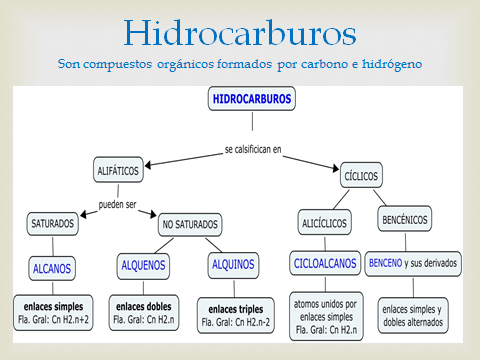 Hidrocarburos
Son compuestos orgánicos formados por carbono e hidrógeno
HIDROCARBUROS
se calsificican en
ALIFÁTICOS
CÍCLICOS
pueden ser
SATURADOS
NO SATURADOS
ALICÍCLICOS
BENCÉNICOS
ALCANOS
ALQUENOS
ALQUINOS
CICLOALCANOS
BENCENO y sus derivados
enlaces simples
Fla. Gral: Cn H2.n+2
enlaces dobles
Fla. Gral: Cn H2.n
enlaces triples
Fla. Gral: Cn H2.n-2
atomos unidos por
enlaces simples
Fla. Gral: Cn H2.n
enlaces simples y
dobles alternados